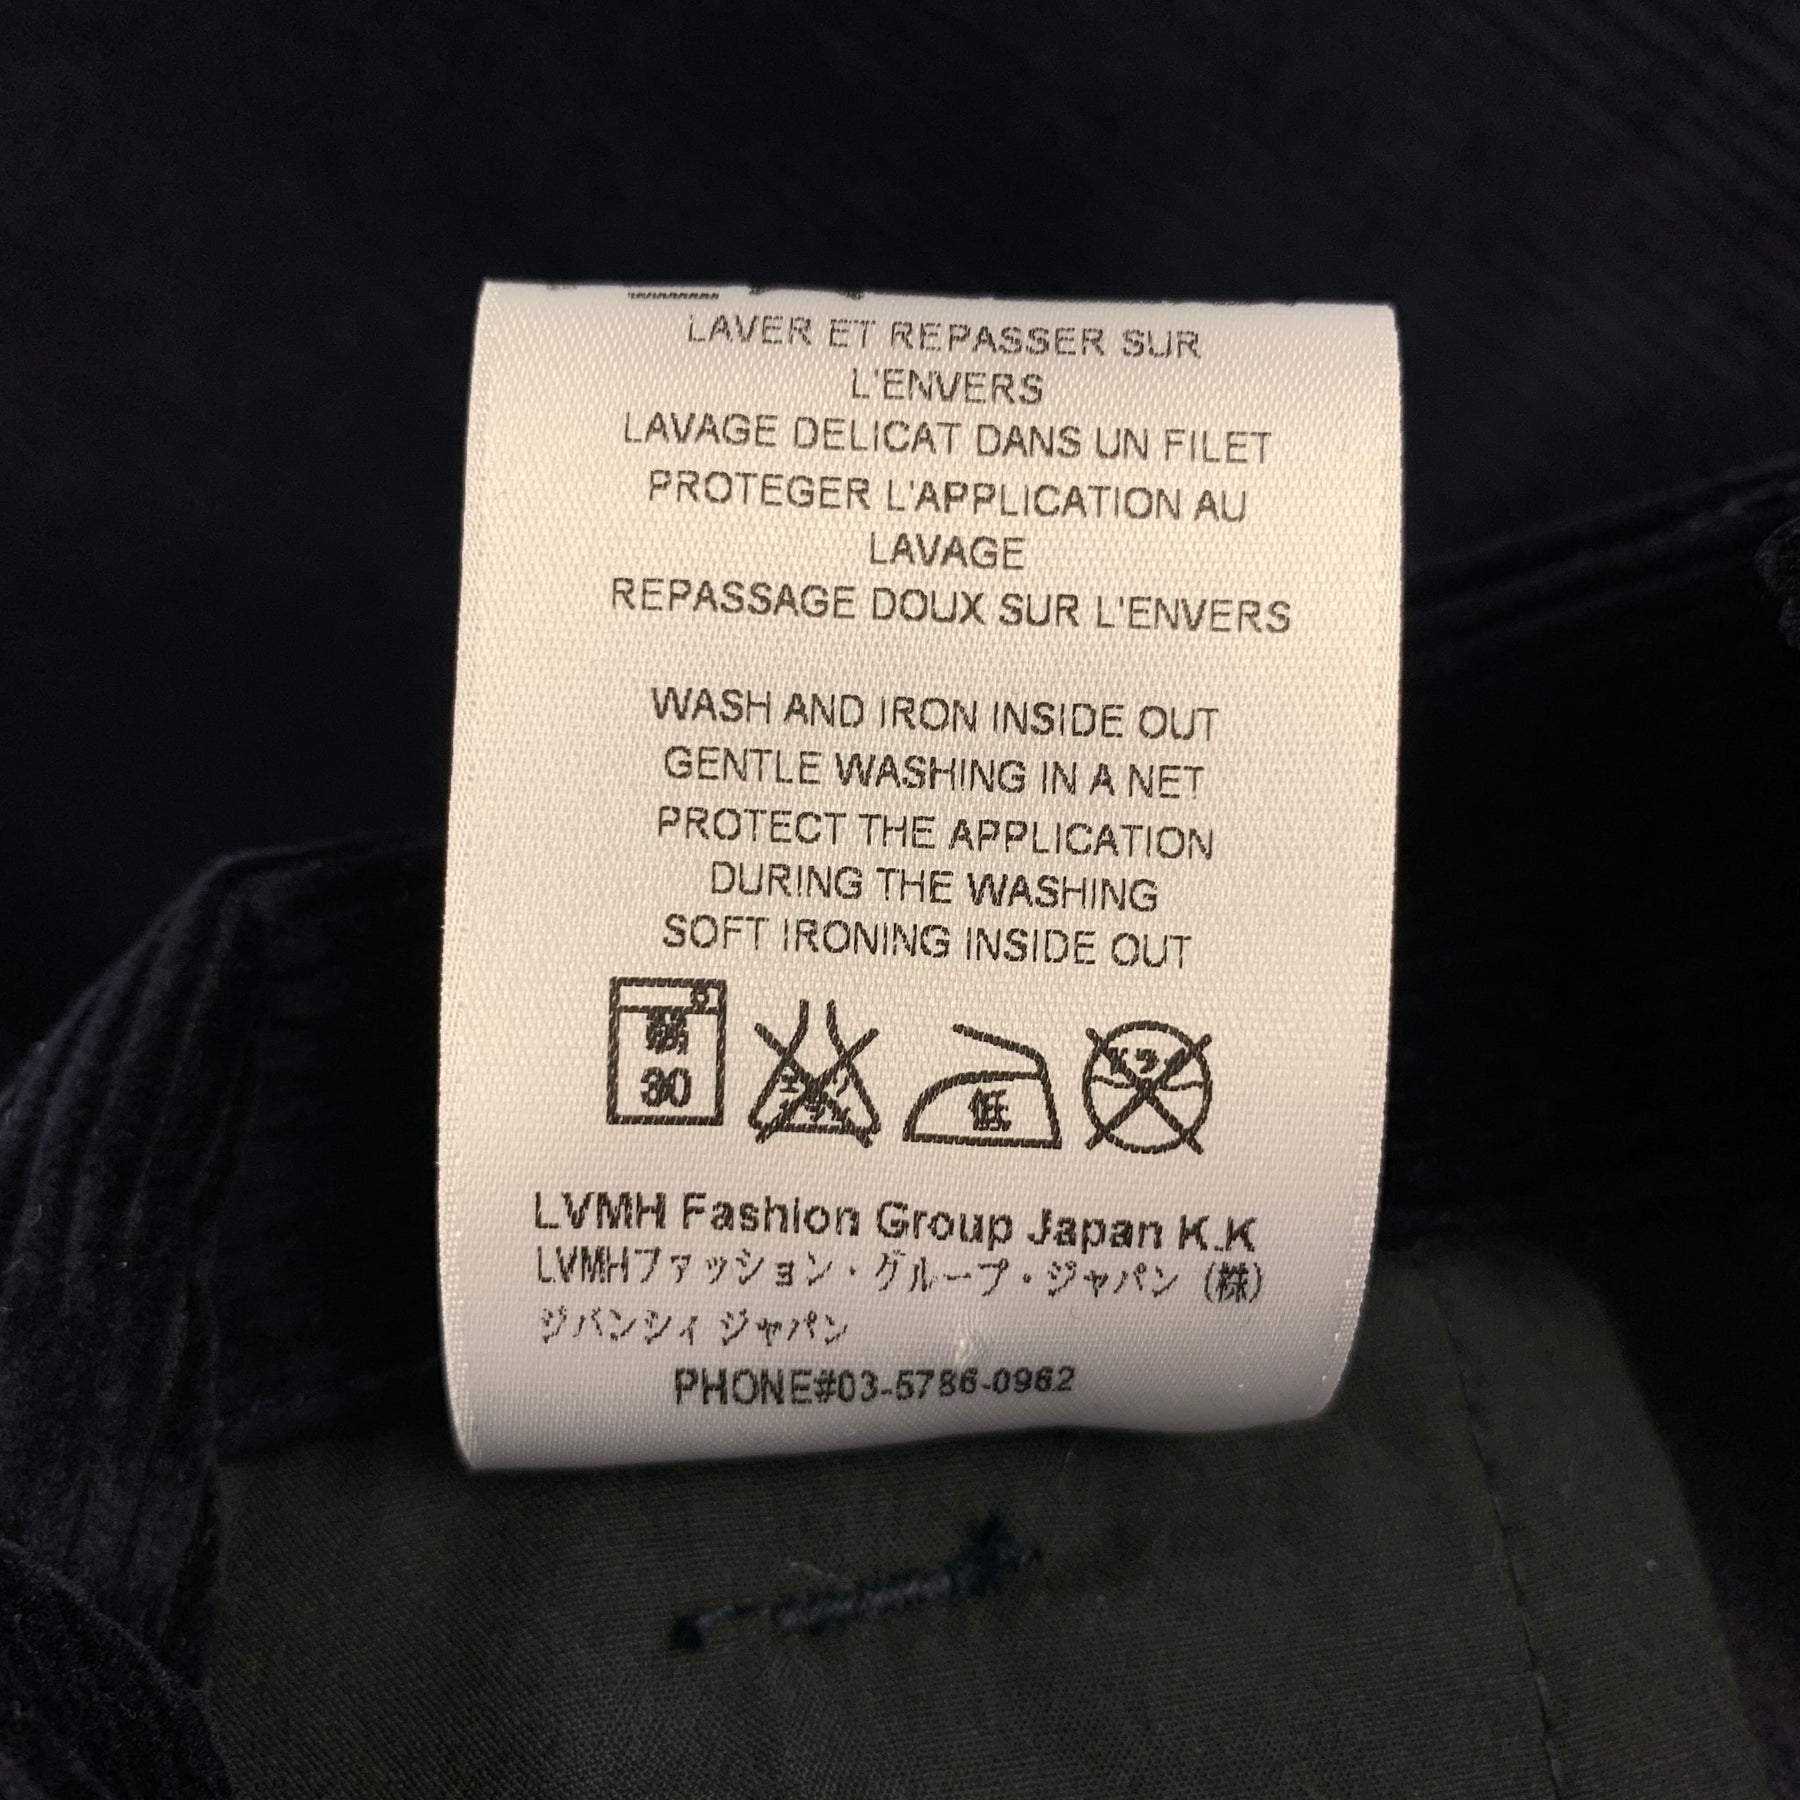 LAVER ET REPASSER SUR
L'ENVERS
LAVAGE DELICAT DANS UN FILET
PROTEGER L'APPLICATION AU
LAVAGE
REPASSAGE DOUX SUR L'ENVERS
WASH AND IRON INSIDE OUT
GENTLE WASHING IN A NET
PROTECT THE APPLICATION
DURING THE WASHING
SOFT IRONING INSIDE OUT
30
低
ドライ
LVMH Fashion Group Japan K.K
LVMHファッション・グループ・ジャパン（株）
ジバンシィ ジャパン
PHONE#03-5786-0962